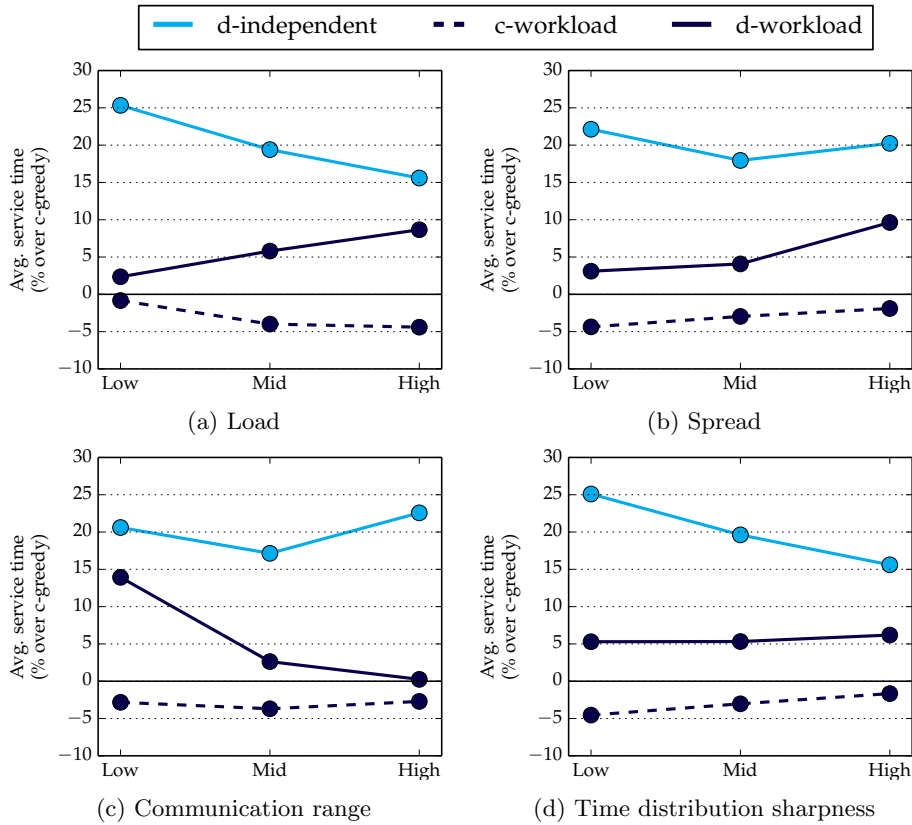 d-independent c-workload d-workload
30
25
20
15
10
5
0
−5
−10
Avg. service time
(% over c-greedy)
Low Mid High
(a) Load
30
25
20
15
10
5
0
−5
−10
Avg. service time
(% over c-greedy)
Low Mid High
(b) Spread
30
25
20
15
10
5
0
−5
−10
Avg. service time
(% over c-greedy)
Low Mid High
(c) Communication range
30
25
20
15
10
5
0
−5
−10
Avg. service time
(% over c-greedy)
Low Mid High
(d) Time distribution sharpness